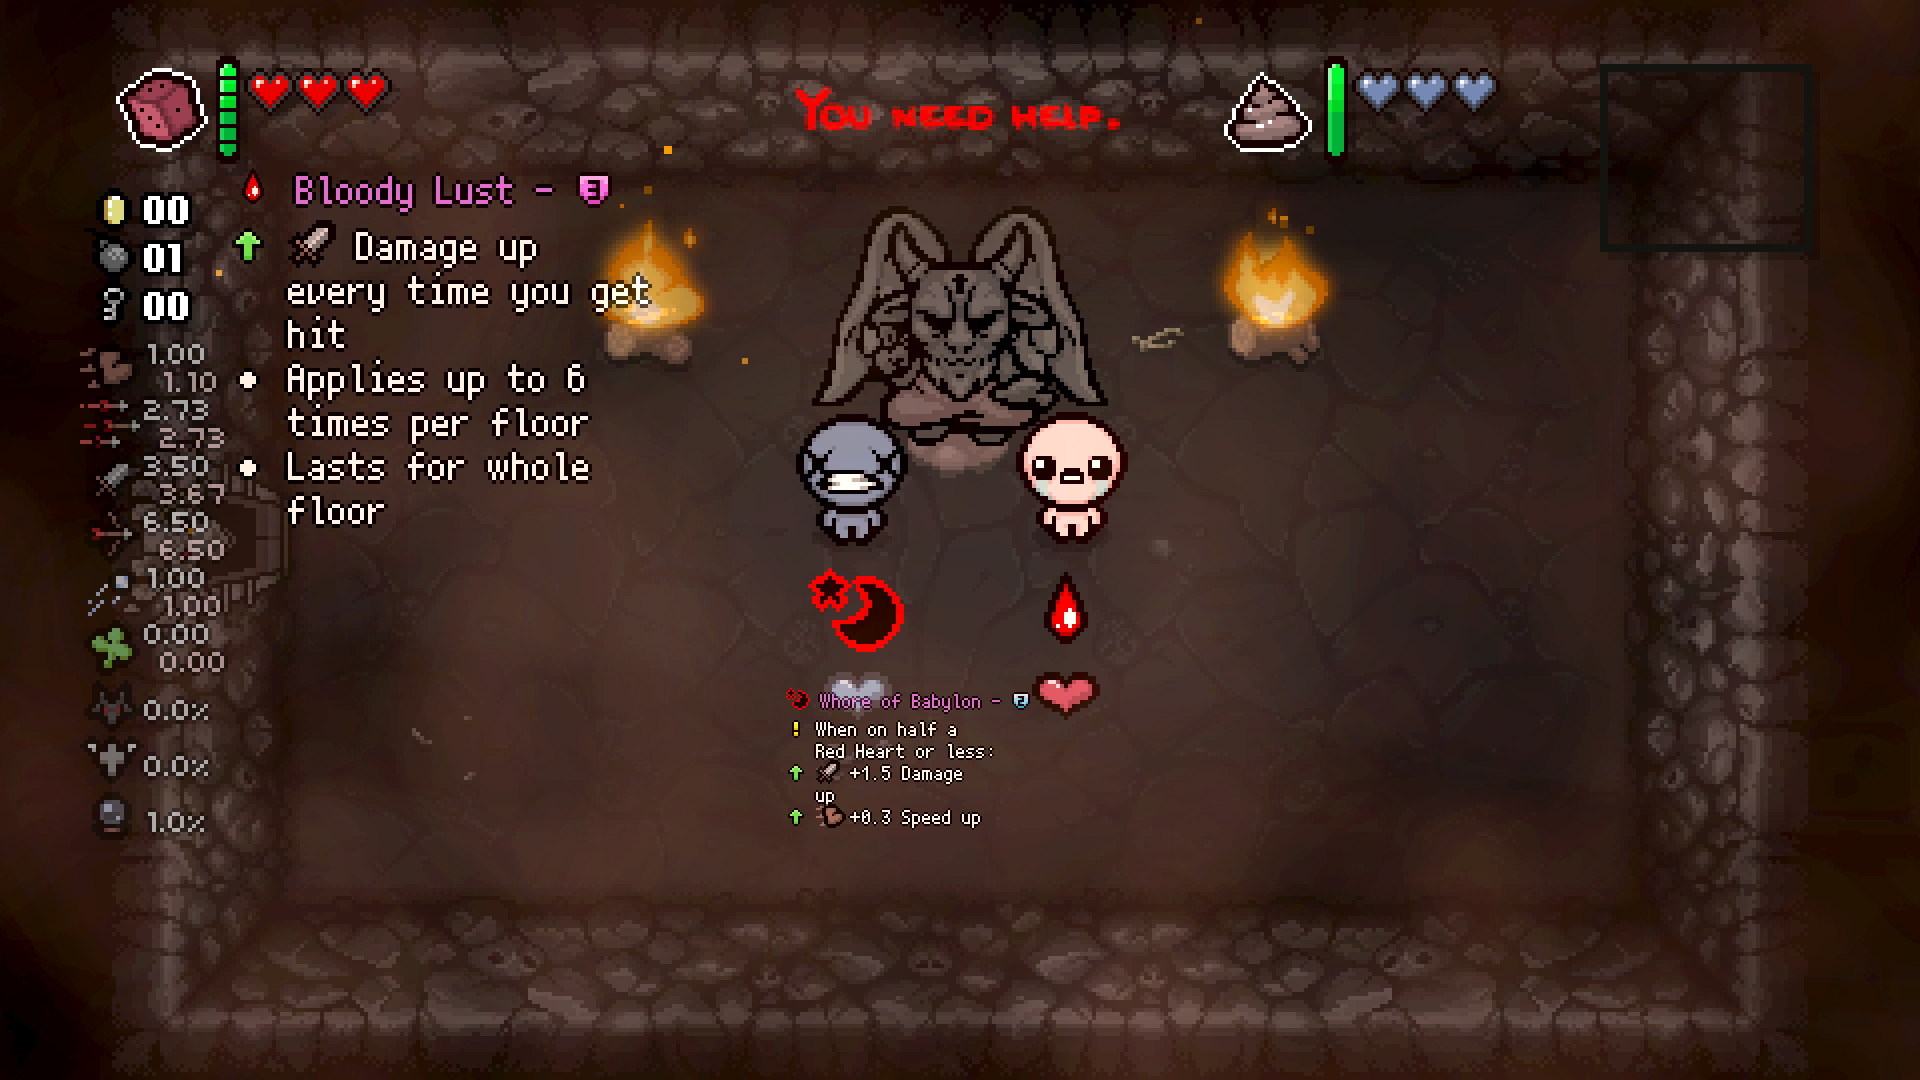 You need help.
Bloody Lust - 3
Damage up
every time you get
hit
Applies up to 6
times per floor
Lasts for whole
floor
00
01
00
1.00
1.10
2.73
2.73
3.50
3.67
6.50
6.50
1.00
1.00
0.00
0.00
0.0%
0.0%
1.0%
Whore of Babylon - 2
! When on half a
Red Heart or less:
+1.5 Damage
up
+0.3 Speed up